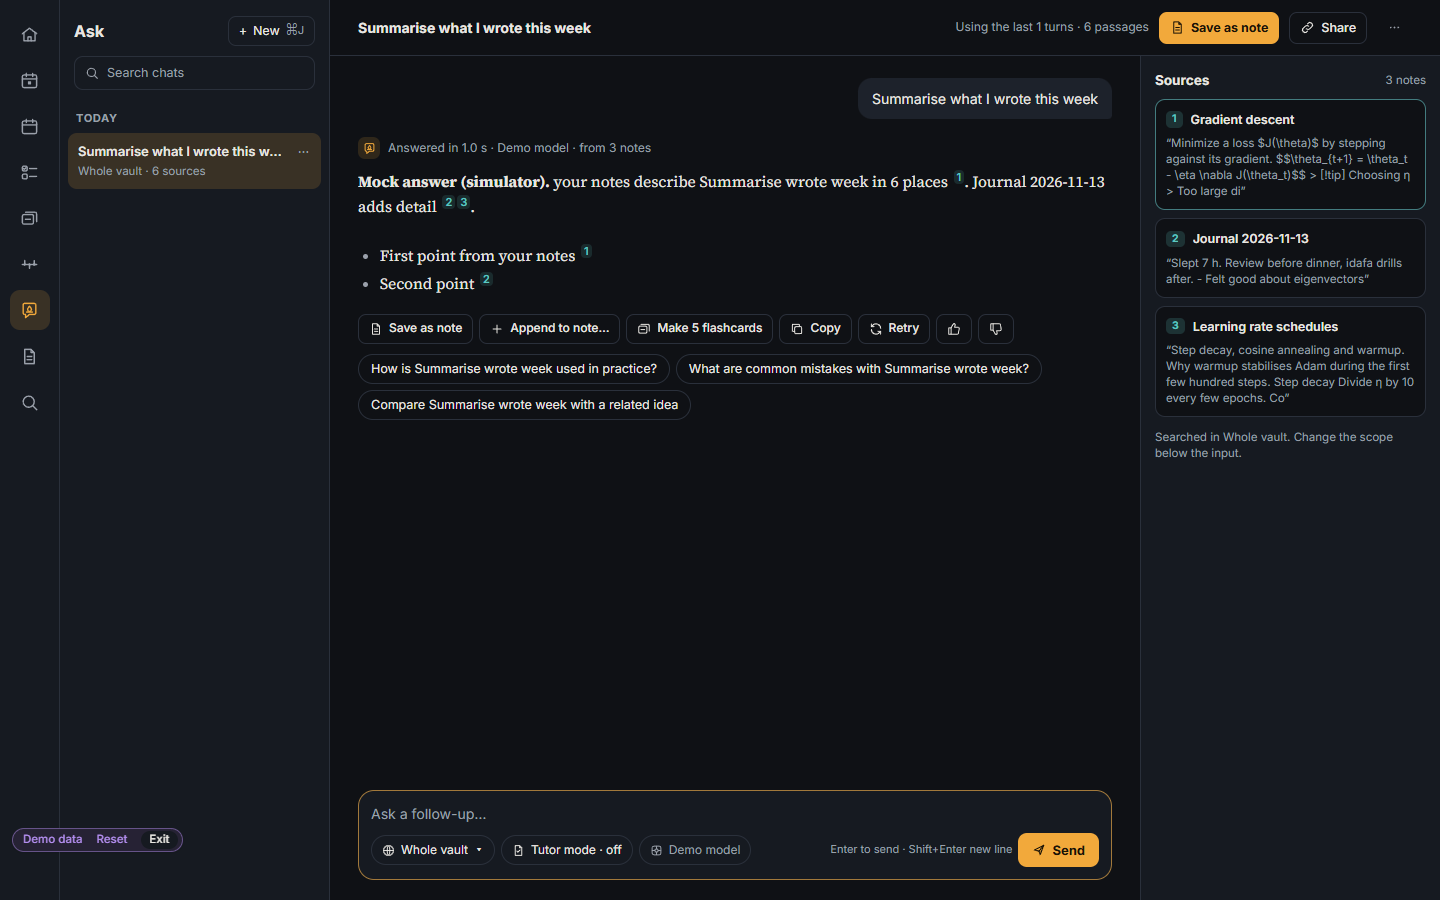 Ask
+ New ⌘J
Search chats
TODAY
Summarise what I wrote this w... ···
Whole vault · 6 sources
Demo data Reset Exit
Summarise what I wrote this week
Using the last 1 turns · 6 passages
Save as note
Share
···
Summarise what I wrote this week
Answered in 1.0 s · Demo model · from 3 notes
Mock answer (simulator). your notes describe Summarise wrote week in 6 places 1. Journal 2026-11-13
adds detail 2 3.
• First point from your notes 1
• Second point 2
Save as note + Append to note... Make 5 flashcards Copy Retry
How is Summarise wrote week used in practice? What are common mistakes with Summarise wrote week?
Compare Summarise wrote week with a related idea
Ask a follow-up...
Whole vault Tutor mode · off Demo model Enter to send · Shift+Enter new line Send
Sources 3 notes
1 Gradient descent
“Minimize a loss $J(\theta)$ by stepping
against its gradient. $$\theta_{t+1} = \theta_t
- \eta \nabla J(\theta_t)$$ > [!tip] Choosing η
> Too large di”
2 Journal 2026-11-13
“Slept 7 h. Review before dinner, idafa drills
after. - Felt good about eigenvectors”
3 Learning rate schedules
“Step decay, cosine annealing and warmup.
Why warmup stabilises Adam during the first
few hundred steps. Step decay Divide η by 10
every few epochs. Co”
Searched in Whole vault. Change the scope
below the input.